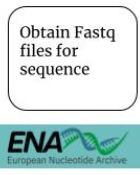 Obtain Fastq
files for
sequence
ENA
European Nucleotide Archive